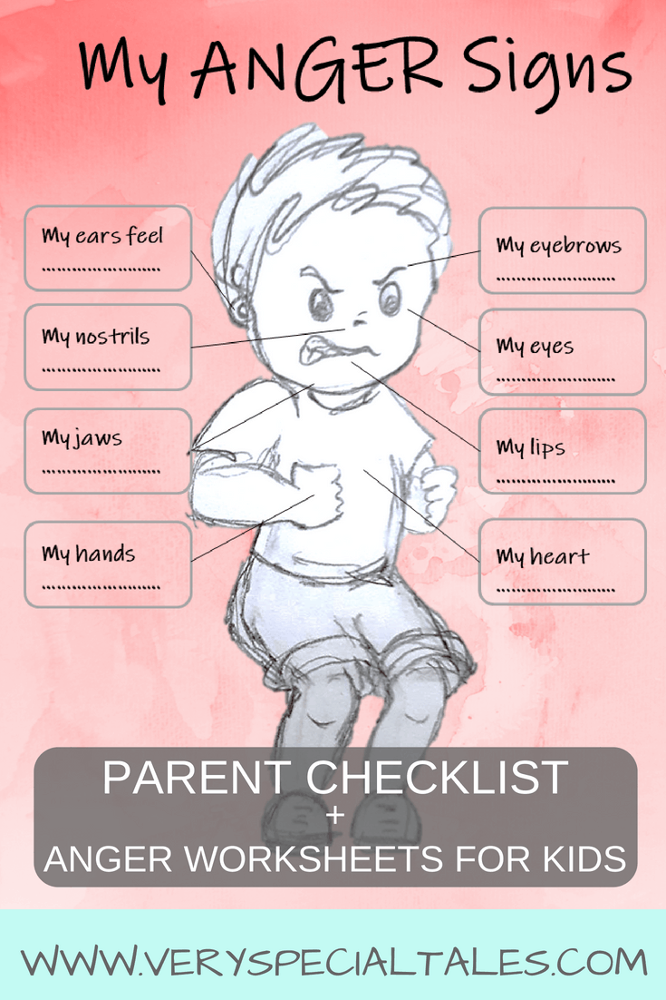 My ANGER Signs
My ears feel
............................
My eyebrows
............................
My nostrils
............................
My eyes
............................
My jaws
............................
My lips
............................
My hands
............................
My heart
............................
PARENT CHECKLIST
+
ANGER WORKSHEETS FOR KIDS
WWW.VERYSPECIALTALES.COM